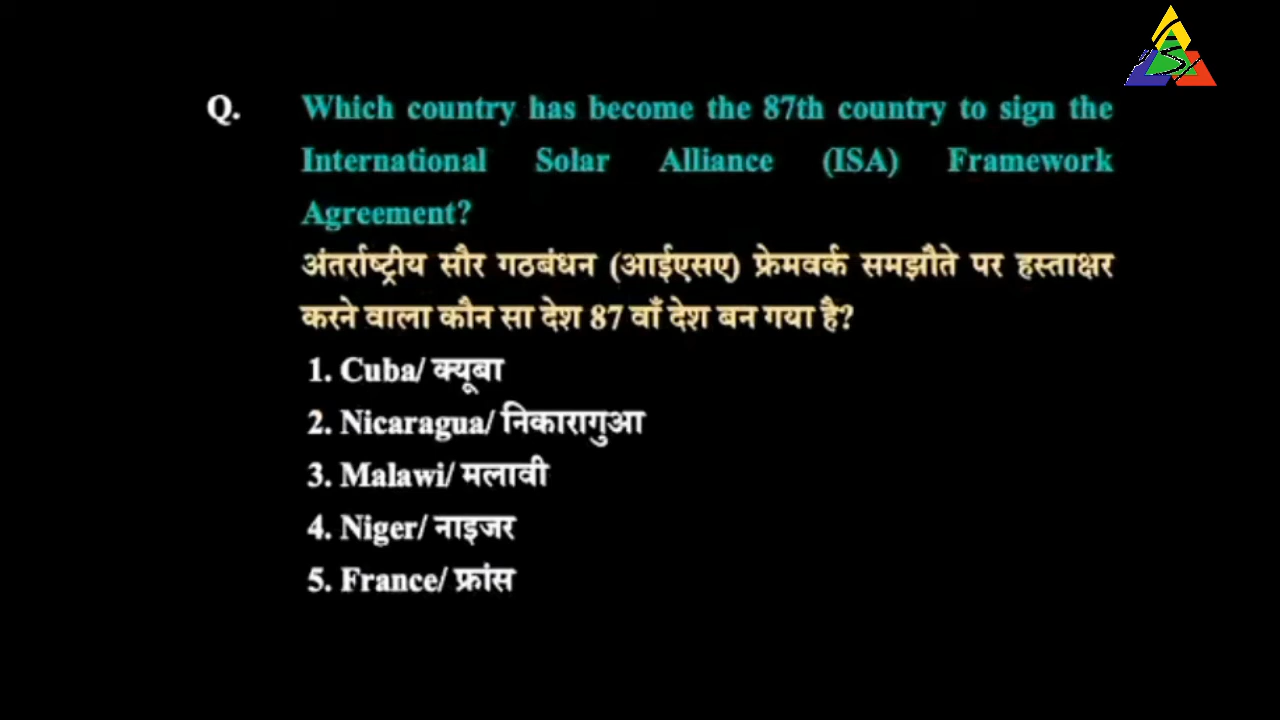 Q. Which country has become the 87th country to sign the
International Solar Alliance (ISA) Framework
Agreement?
अंतर्राष्ट्रीय सौर गठबंधन (आईएसए) फ्रेमवर्क समझौते पर हस्ताक्षर
करने वाला कौन सा देश 87 वाँ देश बन गया है?
1. Cuba/ क्यूबा
2. Nicaragua/ निकारागुआ
3. Malawi/ मलावी
4. Niger/ नाइजर
5. France/ फ्रांस